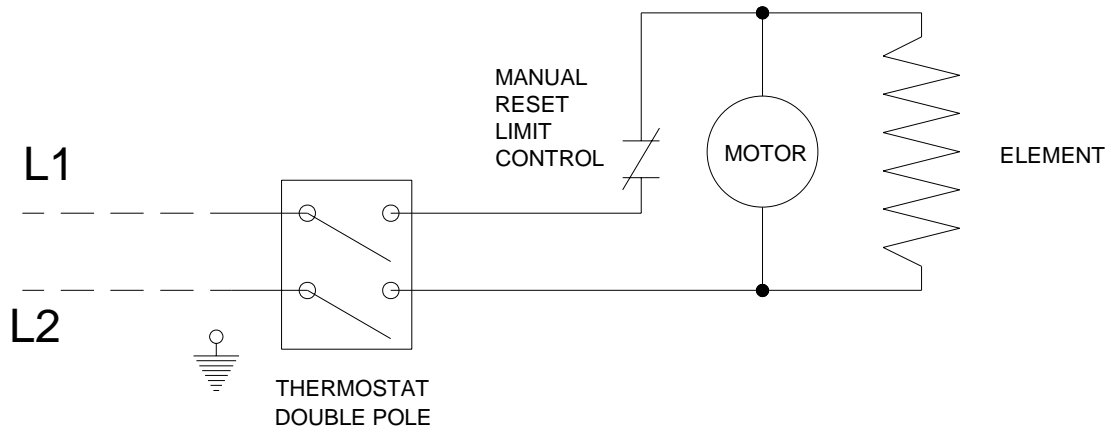 MANUAL
RESET
LIMIT
CONTROL
MOTOR
ELEMENT
L1
L2
THERMOSTAT
DOUBLE POLE